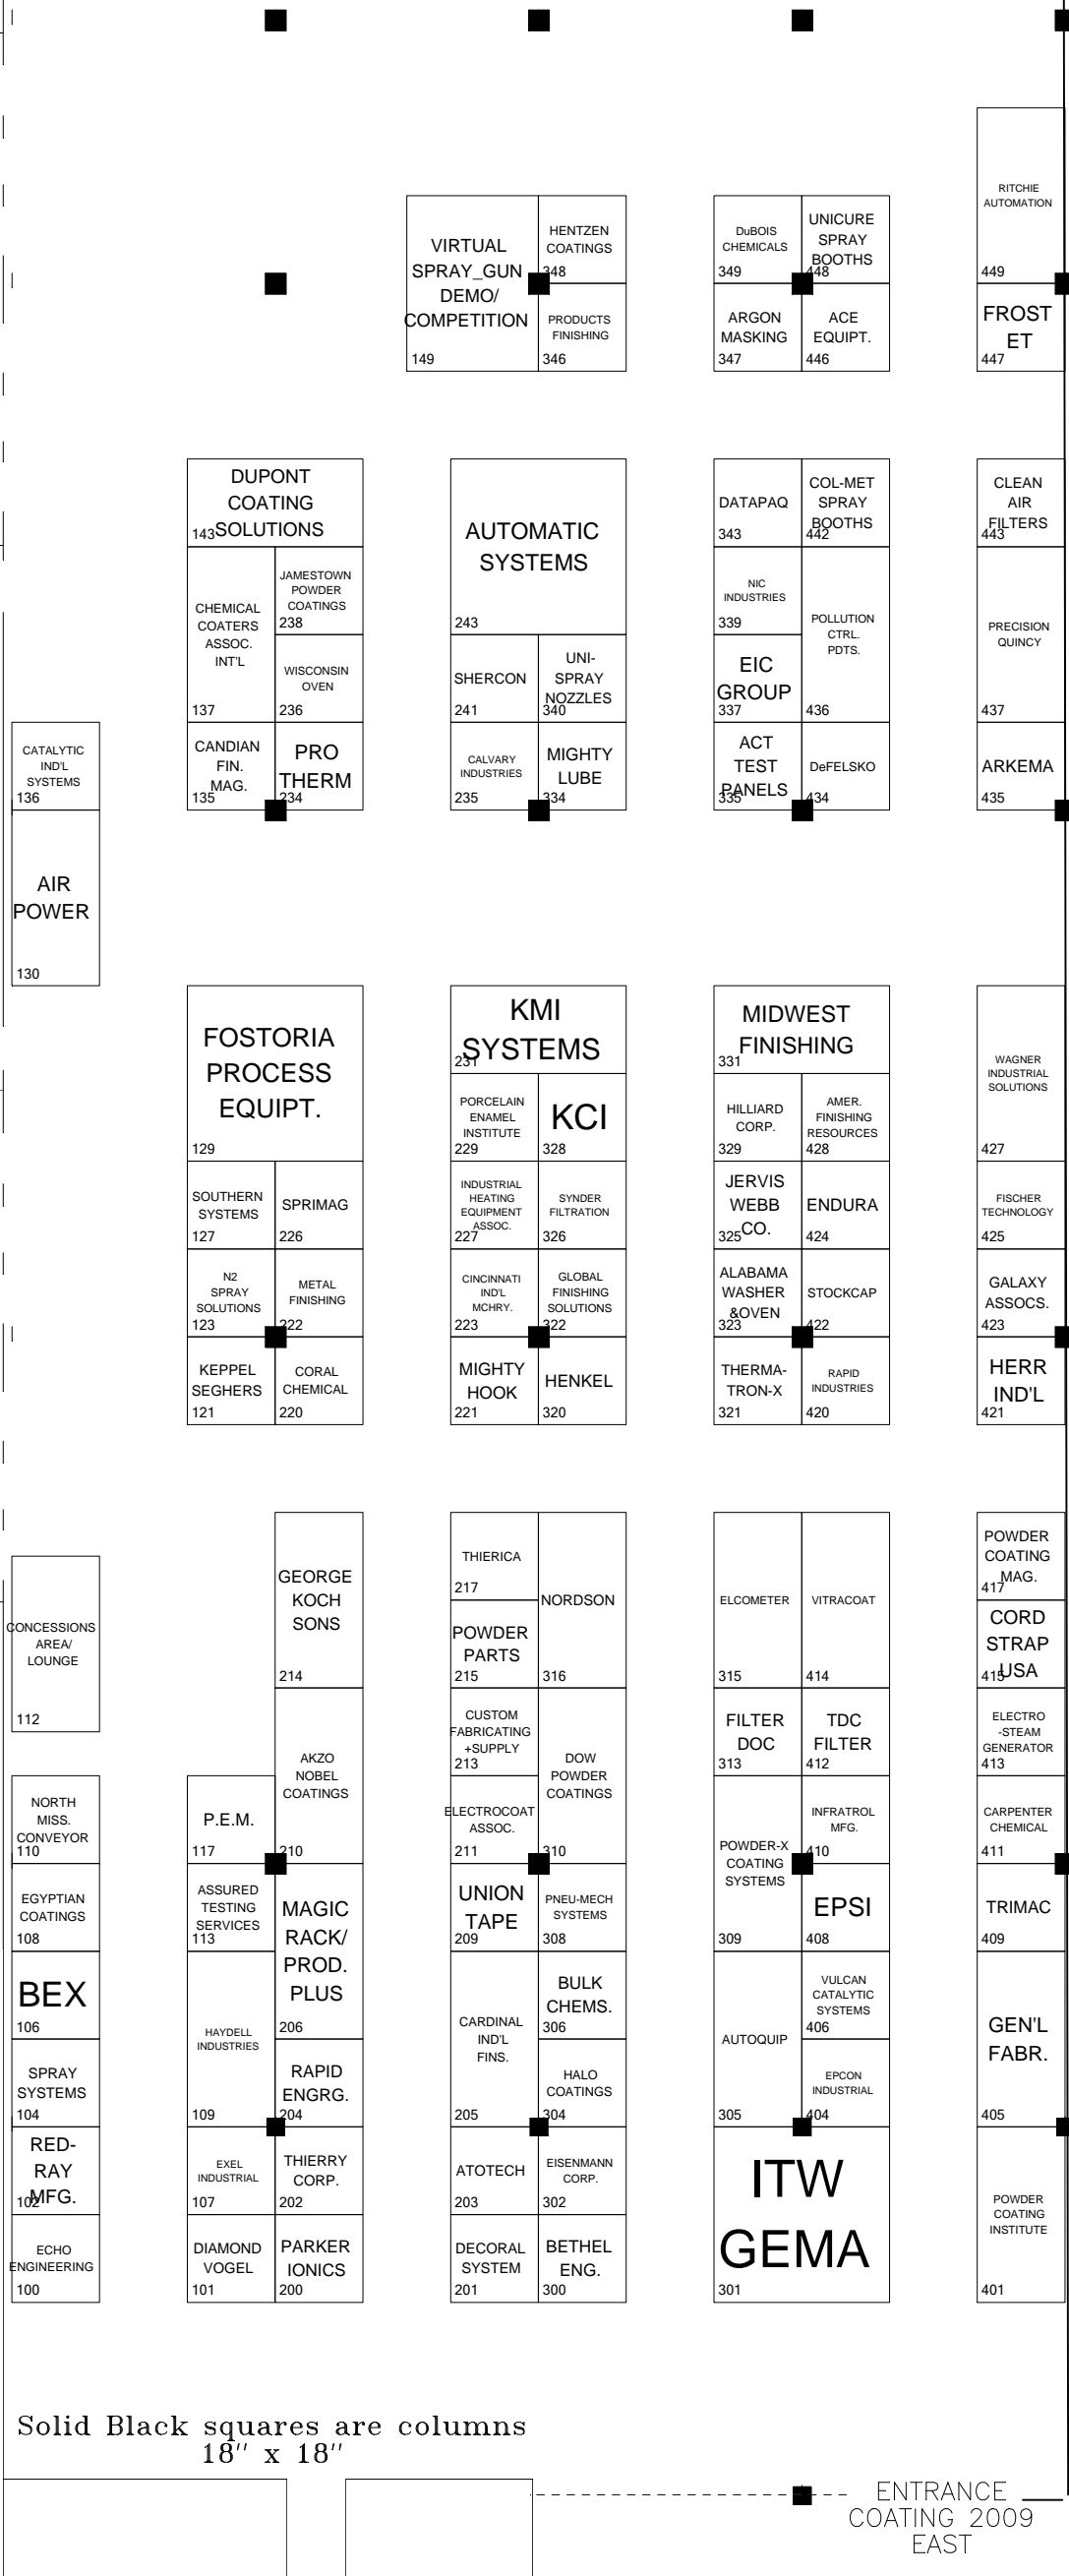 RITCHIE
AUTOMATION
449
VIRTUAL
SPRAY_GUN
DEMO/
COMPETITION
149
HENTZEN
COATINGS
348
DuBOIS
CHEMICALS
349
UNICURE
SPRAY
BOOTHS
448
PRODUCTS
FINISHING
346
ARGON
MASKING
347
ACE
EQUIPT.
446
FROST
ET
447
DUPONT
COATING
SOLUTIONS
143
AUTOMATIC
SYSTEMS
243
DATAPAQ
343
COL-MET
SPRAY
BOOTHS
442
CLEAN
AIR
FILTERS
443
CHEMICAL
COATERS
ASSOC.
INT'L
137
JAMESTOWN
POWDER
COATINGS
238
NIC
INDUSTRIES
339
POLLUTION
CTRL.
PDTS.
436
PRECISION
QUINCY
437
WISCONSIN
OVEN
236
SHERCON
241
UNI-
SPRAY
NOZZLES
340
EIC
GROUP
337
CATALYTIC
IND'L
SYSTEMS
136
CANDIAN
FIN.
MAG.
135
PRO
THERM
234
CALVARY
INDUSTRIES
235
MIGHTY
LUBE
334
ACT
TEST
PANELS
335
DeFELSKO
434
ARKEMA
435
AIR
POWER
130
FOSTORIA
PROCESS
EQUIPT.
129
KMI
SYSTEMS
231
MIDWEST
FINISHING
331
WAGNER
INDUSTRIAL
SOLUTIONS
427
PORCELAIN
ENAMEL
INSTITUTE
229
KCI
328
HILLIARD
CORP.
329
AMER.
FINISHING
RESOURCES
428
SOUTHERN
SYSTEMS
127
SPRIMAG
226
INDUSTRIAL
HEATING
EQUIPMENT
ASSOC.
227
SYNDER
FILTRATION
326
JERVIS
WEBB
CO.
325
ENDURA
424
FISCHER
TECHNOLOGY
425
N2
SPRAY
SOLUTIONS
123
METAL
FINISHING
222
CINCINNATI
IND'L
MCHRY.
223
GLOBAL
FINISHING
SOLUTIONS
322
ALABAMA
WASHER
&OVEN
323
STOCKCAP
422
GALAXY
ASSOCS.
423
KEPPEL
SEGHERS
121
CORAL
CHEMICAL
220
MIGHTY
HOOK
221
HENKEL
320
THERMA-
TRON-X
321
RAPID
INDUSTRIES
420
HERR
IND'L
421
CONCESSIONS
AREA/
LOUNGE
112
GEORGE
KOCH
SONS
214
THIERICA
217
NORDSON
316
ELCOMETER
315
VITRACOAT
414
POWDER
COATING
MAG.
417
POWDER
PARTS
215
CORD
STRAP
USA
415
AKZO
NOBEL
COATINGS
210
CUSTOM
FABRICATING
+SUPPLY
213
DOW
POWDER
COATINGS
310
FILTER
DOC
313
TDC
FILTER
412
ELECTRO
-STEAM
GENERATOR
413
NORTH
MISS.
CONVEYOR
110
P.E.M.
117
ELECTROCOAT
ASSOC.
211
POWDER-X
COATING
SYSTEMS
309
INFRATROL
MFG.
410
CARPENTER
CHEMICAL
411
EGYPTIAN
COATINGS
108
ASSURED
TESTING
SERVICES
113
MAGIC
RACK/
PROD.
PLUS
206
UNION
TAPE
209
PNEU-MECH
SYSTEMS
308
EPSI
408
TRIMAC
409
BEX
106
HAYDELL
INDUSTRIES
109
CARDINAL
IND'L
FINS.
205
BULK
CHEMS.
306
AUTOQUIP
305
VULCAN
CATALYTIC
SYSTEMS
406
GEN'L
FABR.
405
SPRAY
SYSTEMS
104
RAPID
ENGRG.
204
HALO
COATINGS
304
EPCON
INDUSTRIAL
404
RED-
RAY
MFG.
102
EXEL
INDUSTRIAL
107
THIERRY
CORP.
202
ATOTECH
203
EISENMANN
CORP.
302
ITW
GEMA
301
POWDER
COATING
INSTITUTE
401
ECHO
ENGINEERING
100
DIAMOND
VOGEL
101
PARKER
IONICS
200
DECORAL
SYSTEM
201
BETHEL
ENG.
300
Solid Black squares are columns
18" x 18"
ENTRANCE
COATING 2009
EAST